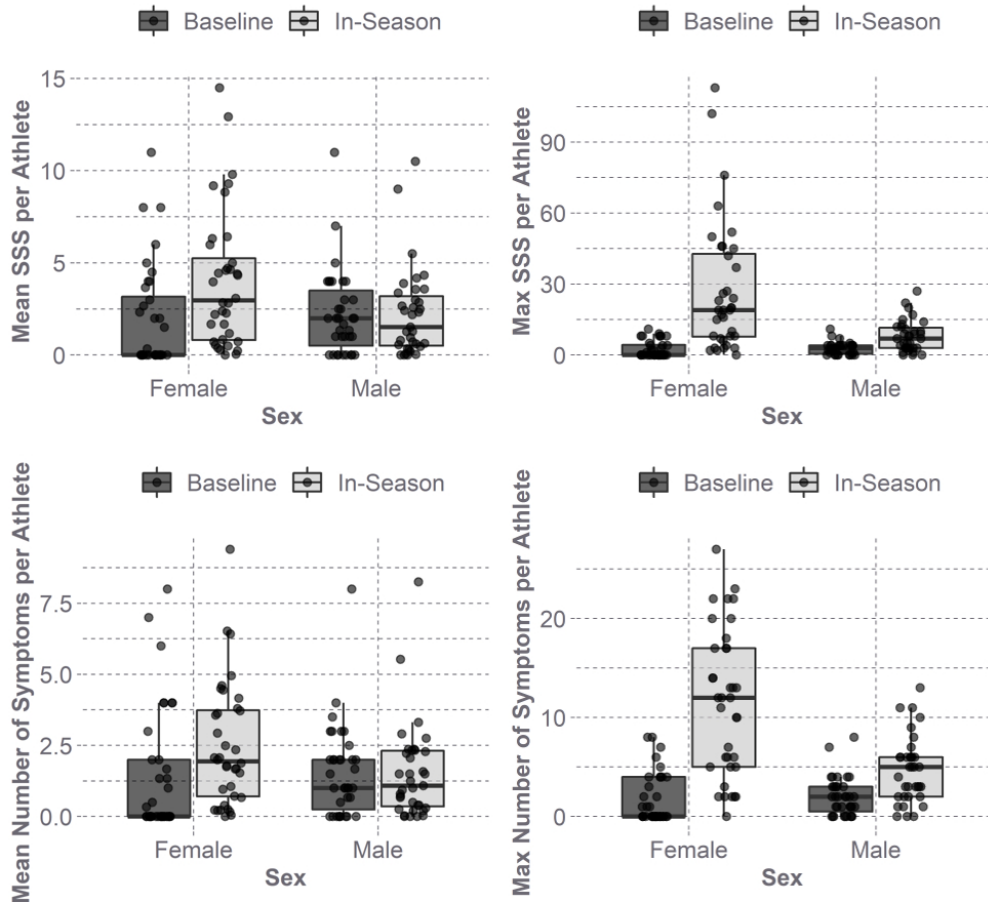 Baseline In-Season
Mean SSS per Athlete
15
10
5
0
Female Male
Sex
Baseline In-Season
Max SSS per Athlete
90
60
30
0
Female Male
Sex
Baseline In-Season
Mean Number of Symptoms per Athlete
7.5
5.0
2.5
0.0
Female Male
Sex
Baseline In-Season
Max Number of Symptoms per Athlete
20
10
0
Female Male
Sex